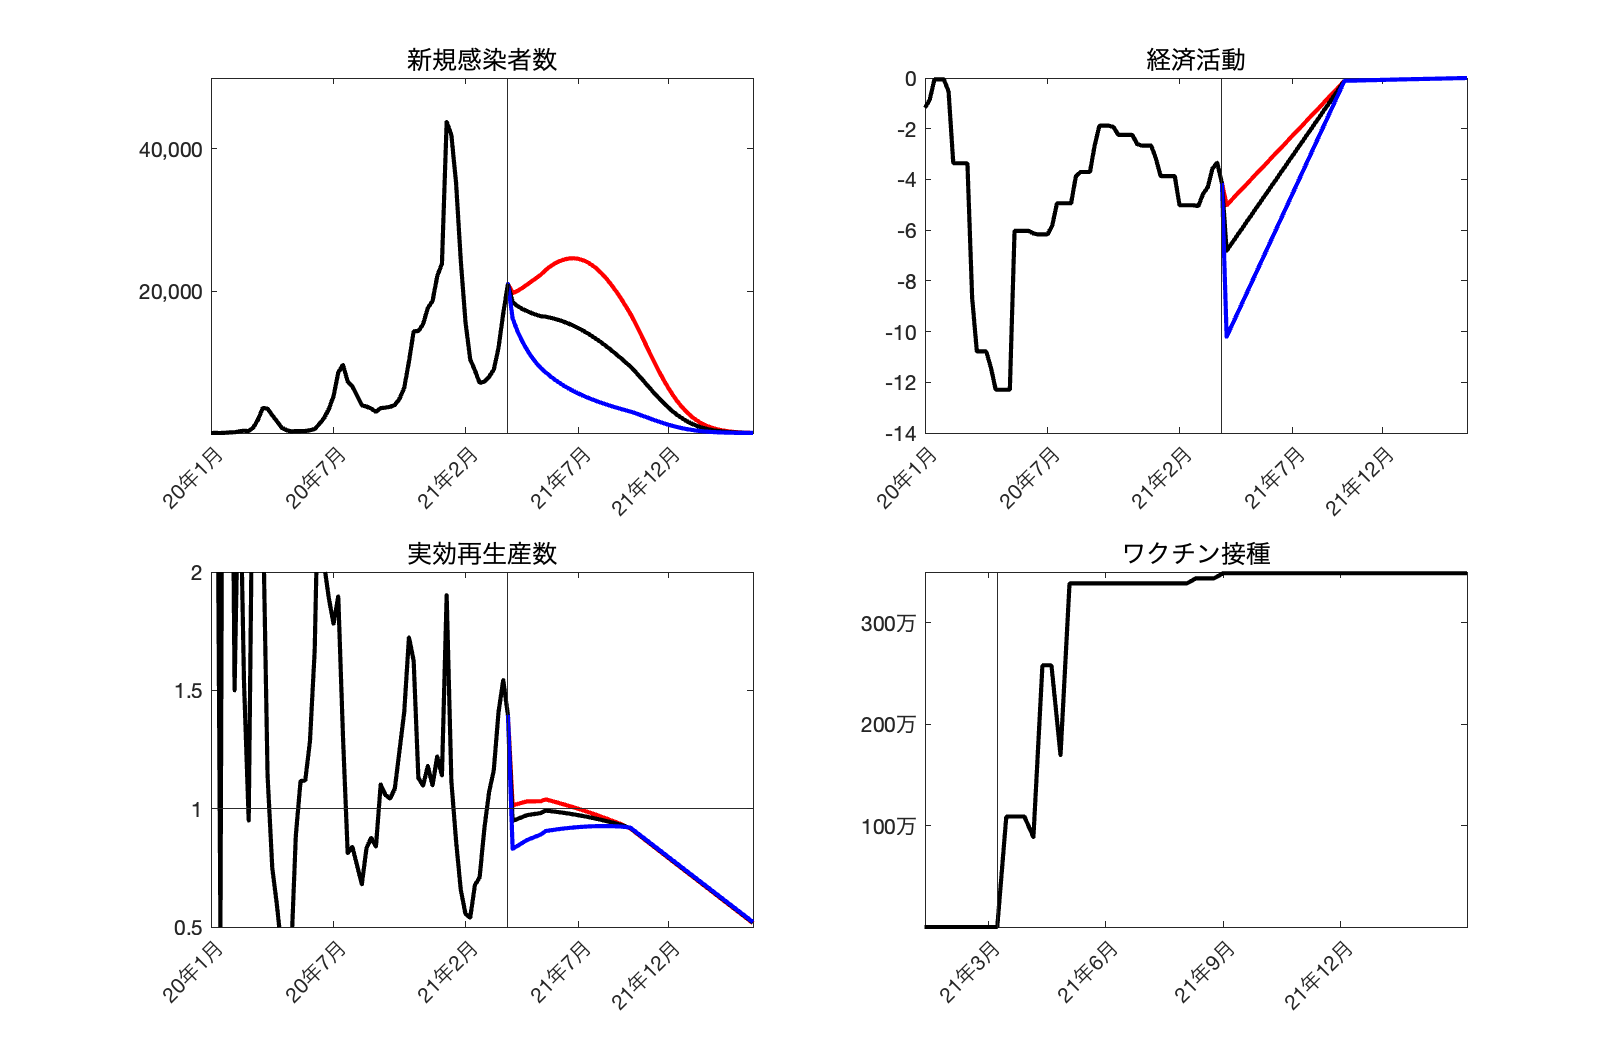 新規感染者数
40,000
20,000
20年1月
20年7月
21年2月
21年7月
21年12月
経済活動
0
-2
-4
-6
-8
-10
-12
-14
20年1月
20年7月
21年2月
21年7月
21年12月
実効再生産数
2
1.5
1
0.5
20年1月
20年7月
21年2月
21年7月
21年12月
ワクチン接種
300万
200万
100万
21年3月
21年6月
21年9月
21年12月